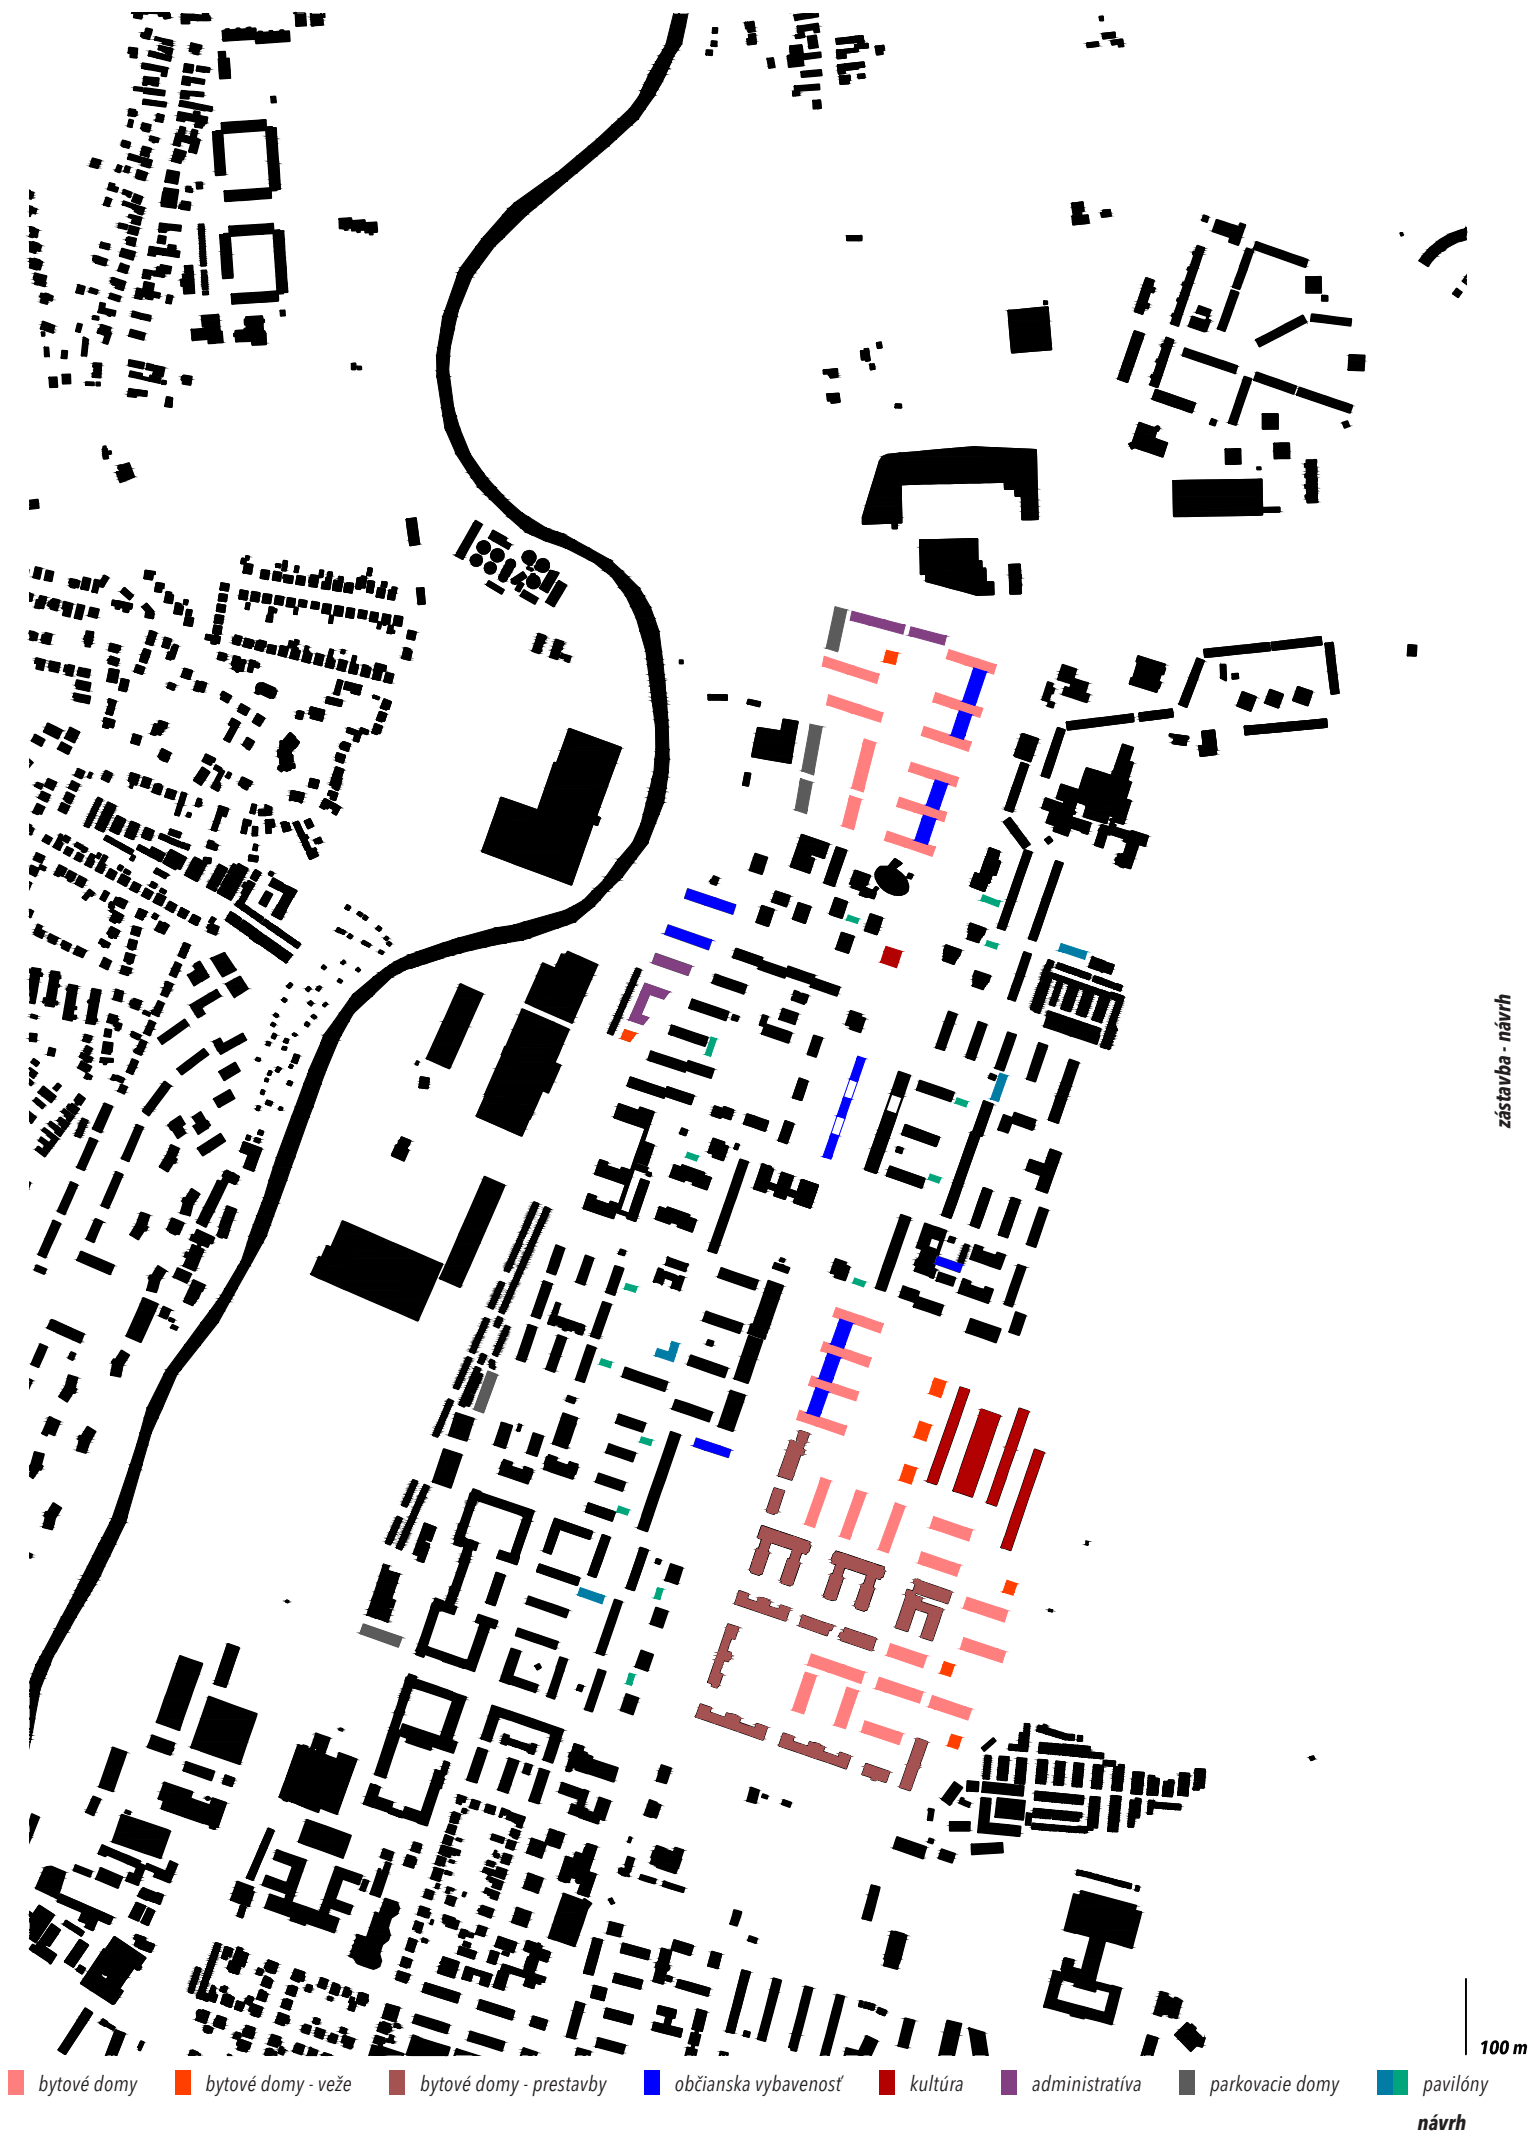 zástavba - návrh
100 m
bytové domy
bytové domy - veže
bytové domy - prestavby
občianska vybavenosť
kultúra
administratíva
parkovacie domy
pavilóny
návrh